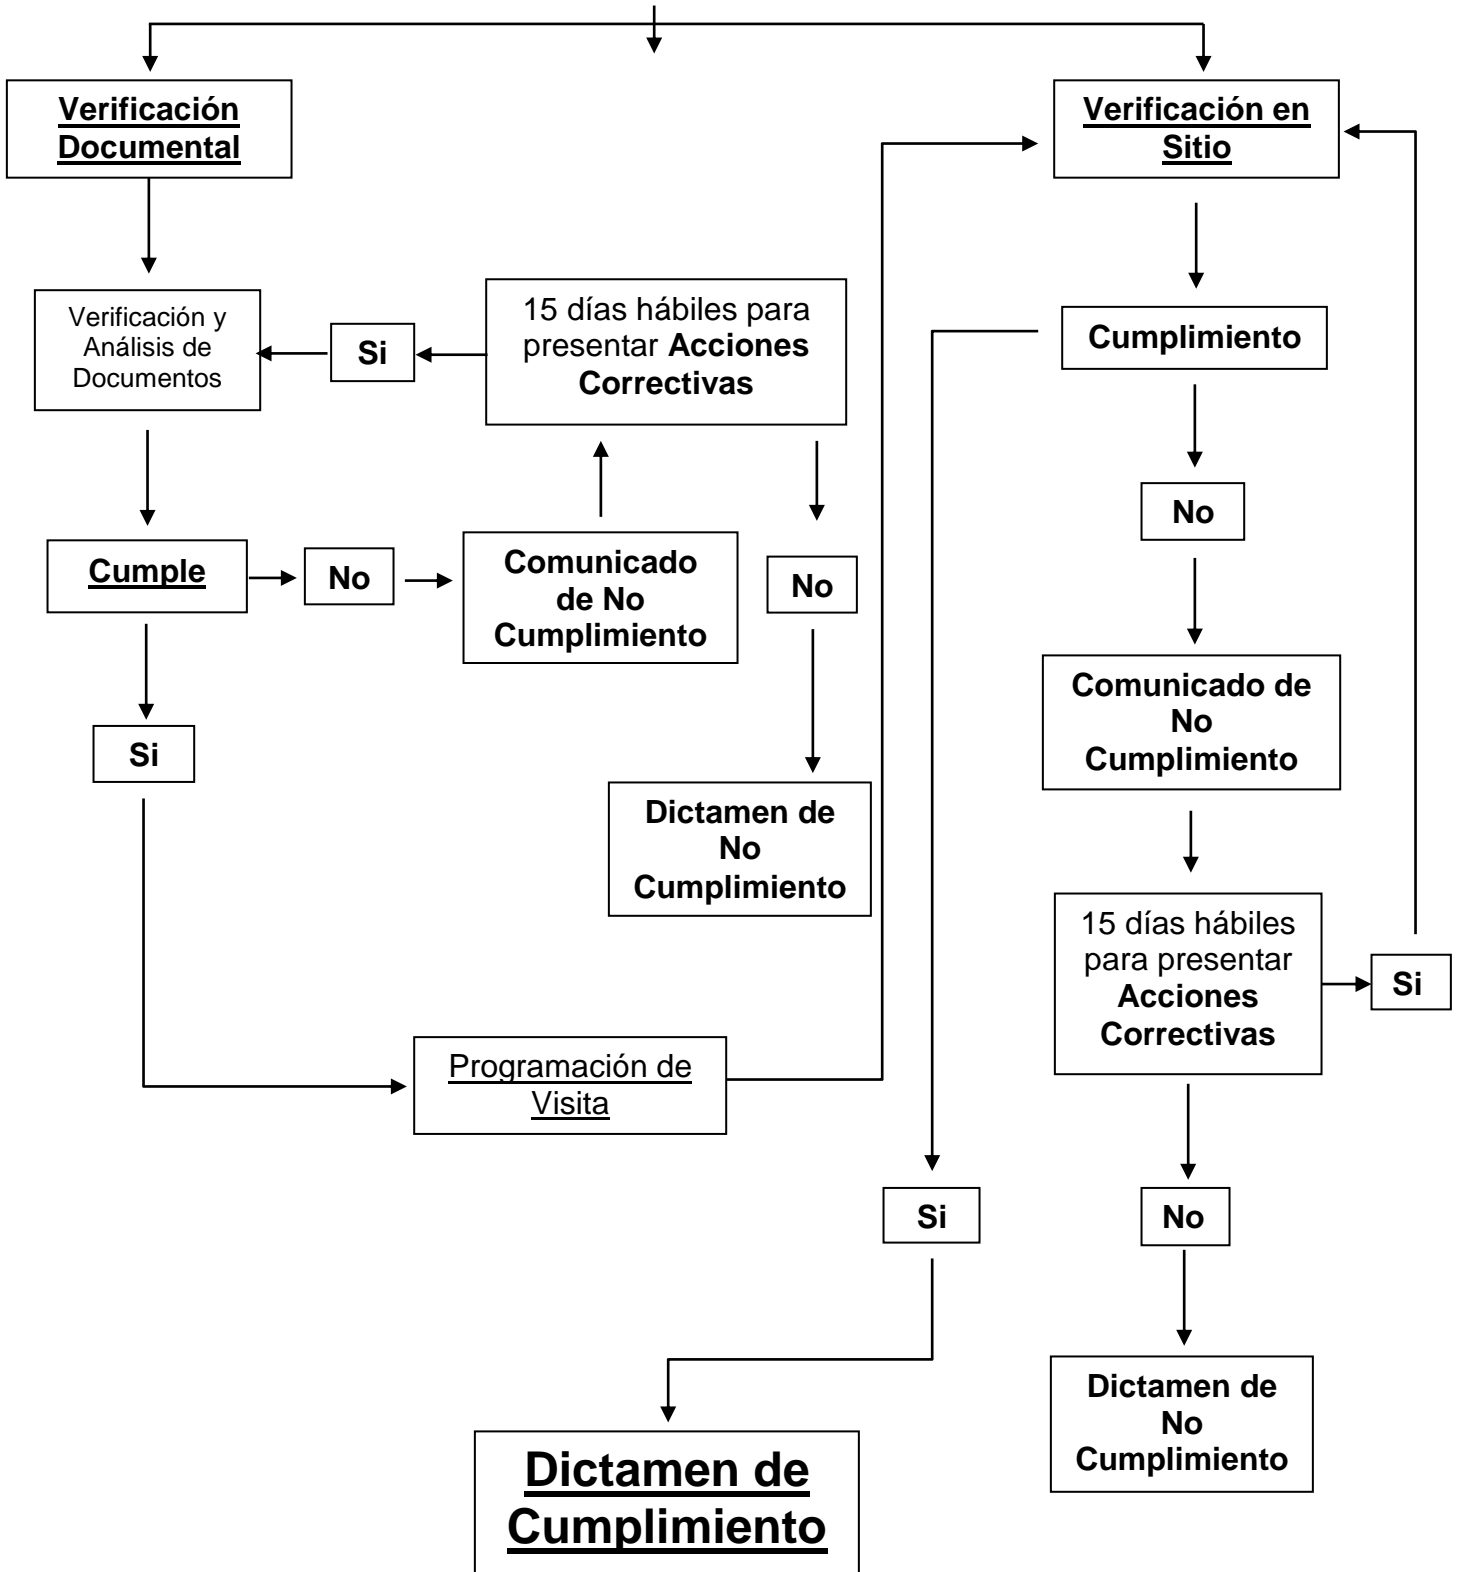 Verificación
Documental
Verificación en
Sitio
Verificación y
Análisis de
Documentos
Si
15 días hábiles para
presentar Acciones
Correctivas
Cumplimiento
No
Cumple
No
Comunicado
de No
Cumplimiento
No
Comunicado de
No
Cumplimiento
Si
Dictamen de
No
Cumplimiento
15 días hábiles
para presentar
Acciones
Correctivas
Si
Programación de
Visita
Si
No
Dictamen de
No
Cumplimiento
Dictamen de
Cumplimiento